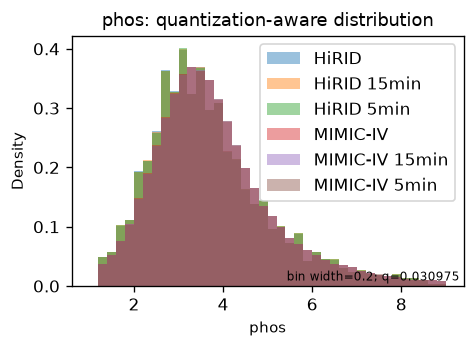 phos: quantization-aware distribution
0.4
0.3
0.2
0.1
0.0
Density
HiRID
HiRID 15min
HiRID 5min
MIMIC-IV
MIMIC-IV 15min
MIMIC-IV 5min
bin width=0.2; q=0.030975
2 4 6 8
phos